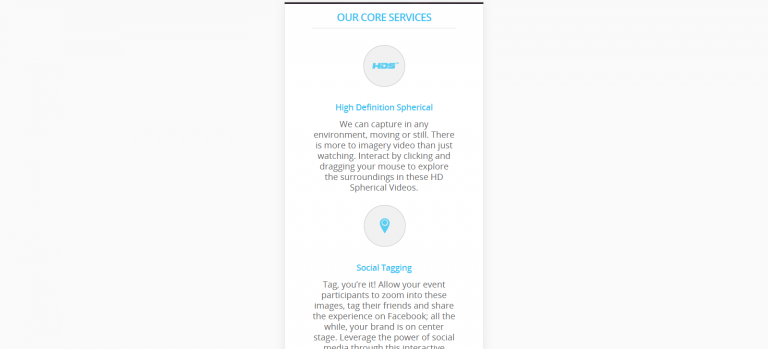 OUR CORE SERVICES
HDS
High Definition Spherical
We can capture in any
environment, moving or still. There
is more to imagery video than just
watching. Interact by clicking and
dragging your mouse to explore
the surroundings in these HD
Spherical Videos.
Social Tagging
Tag, you're it! Allow your event
participants to zoom into these
images, tag their friends and share
the experience on Facebook; all the
while, your brand is on center
stage. Leverage the power of social
media through this interactive